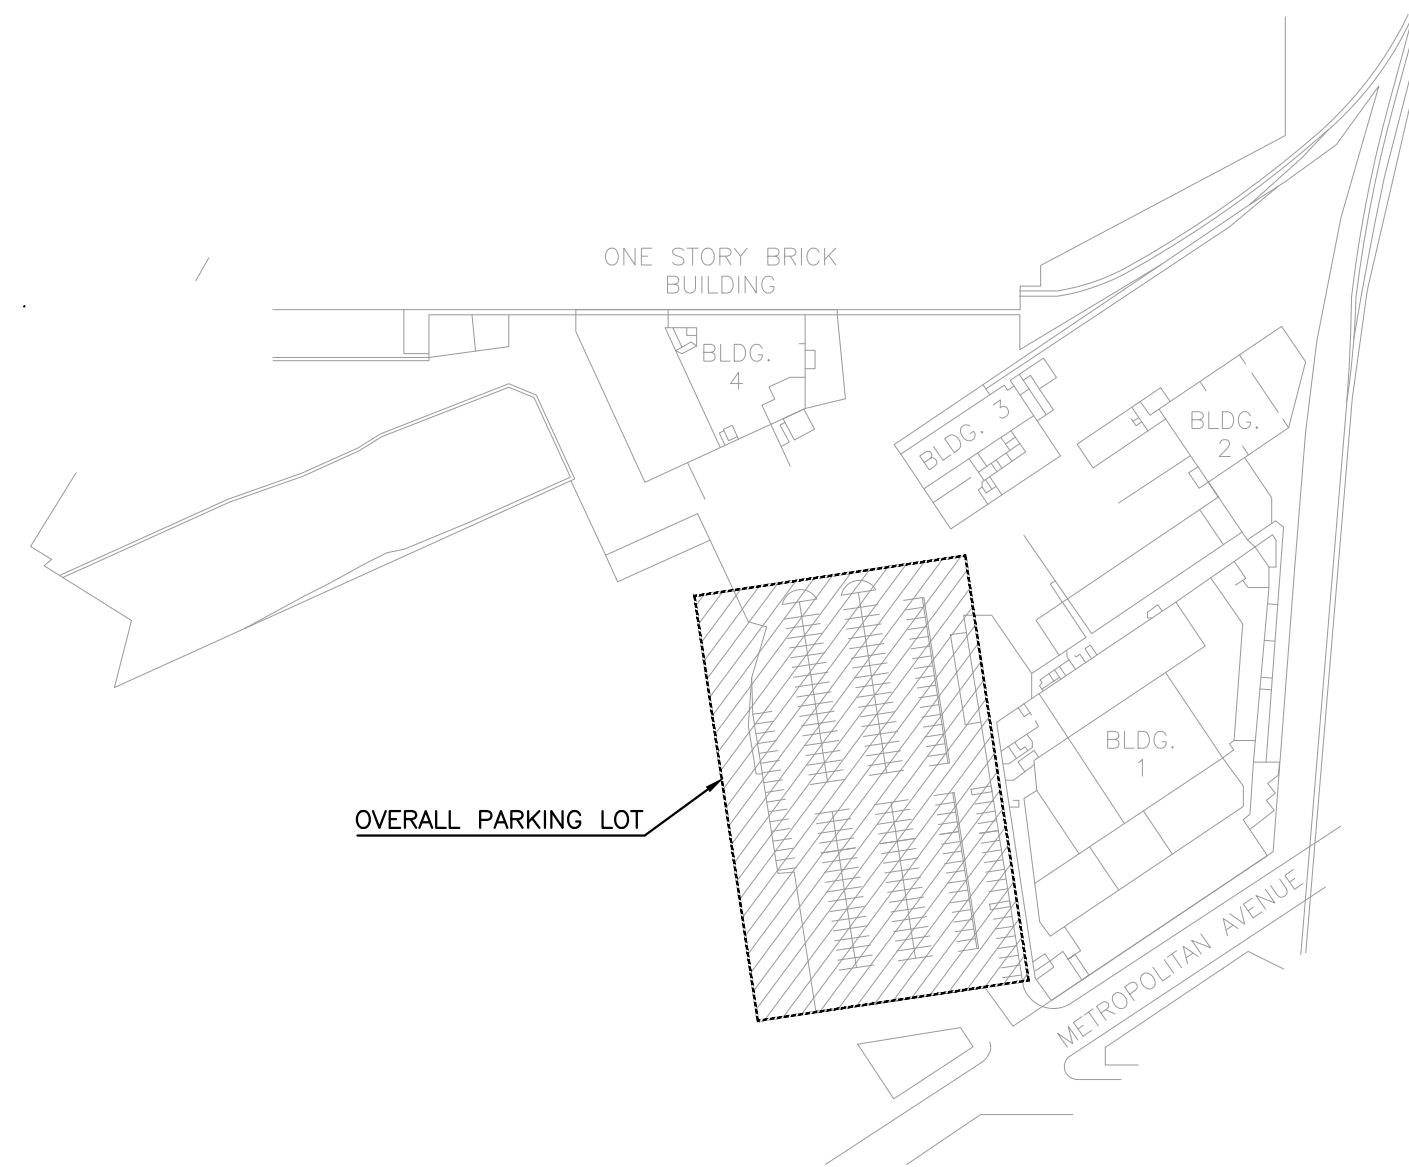 ONE STORY BRICK
BUILDING
BLDG.
4
BLDG. 3
BLDG.
2
BLDG.
1
OVERALL PARKING LOT
METROPOLITAN AVENUE